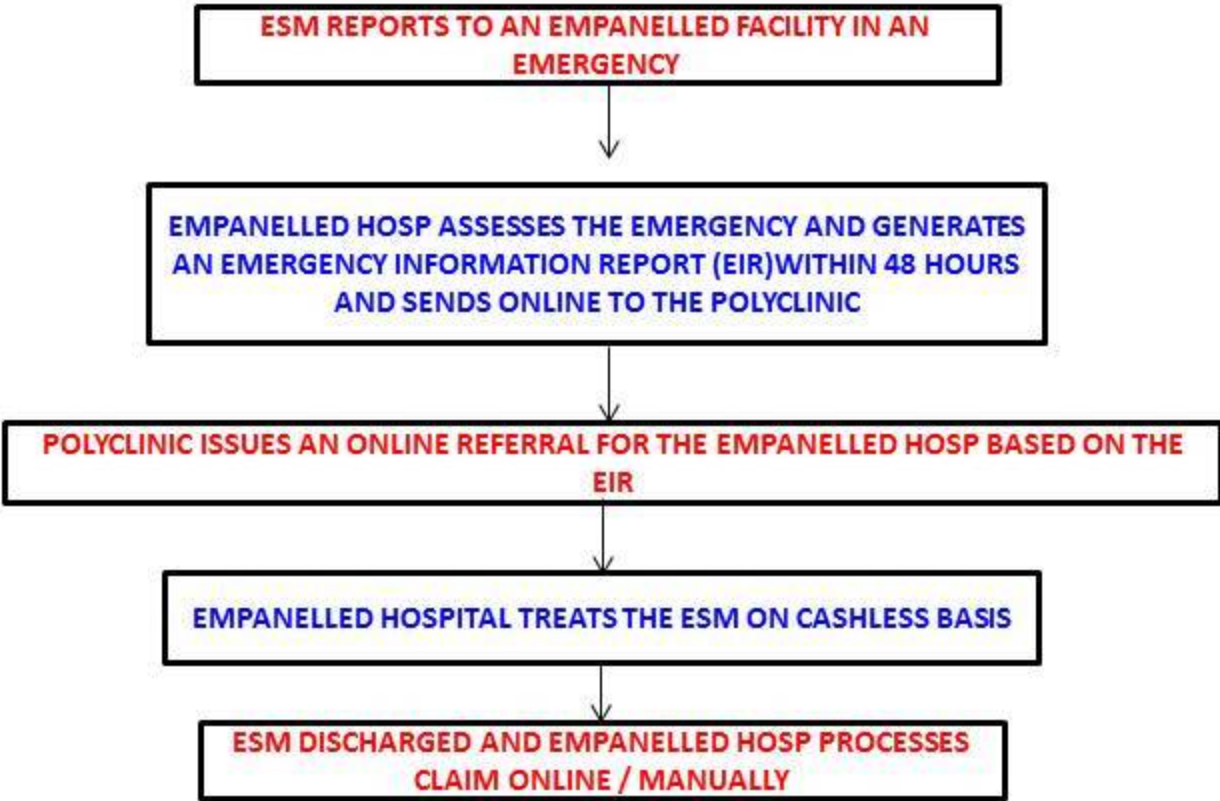 ESM REPORTS TO AN EMPANELLED FACILITY IN AN
EMERGENCY
EMPANELLED HOSP ASSESSES THE EMERGENCY AND GENERATES
AN EMERGENCY INFORMATION REPORT (EIR)WITHIN 48 HOURS
AND SENDS ONLINE TO THE POLYCLINIC
POLYCLINIC ISSUES AN ONLINE REFERRAL FOR THE EMPANELLED HOSP BASED ON THE
EIR
EMPANELLED HOSPITAL TREATS THE ESM ON CASHLESS BASIS
ESM DISCHARGED AND EMPANELLED HOSP PROCESSES
CLAIM ONLINE / MANUALLY